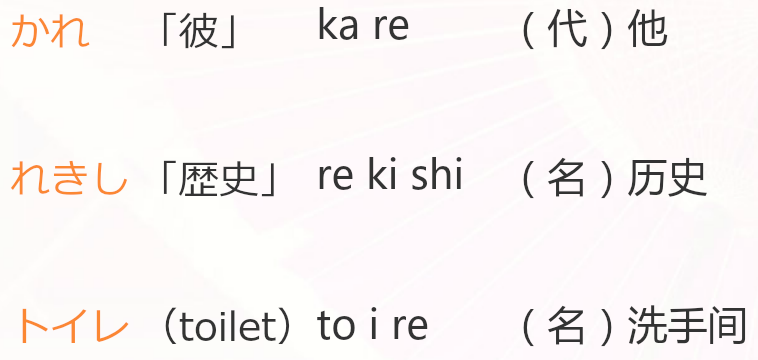 かれ 「彼」 ka re （代）他
れきし 「歴史」 re ki shi （名）历史
トイレ （toilet） to i re （名）洗手间